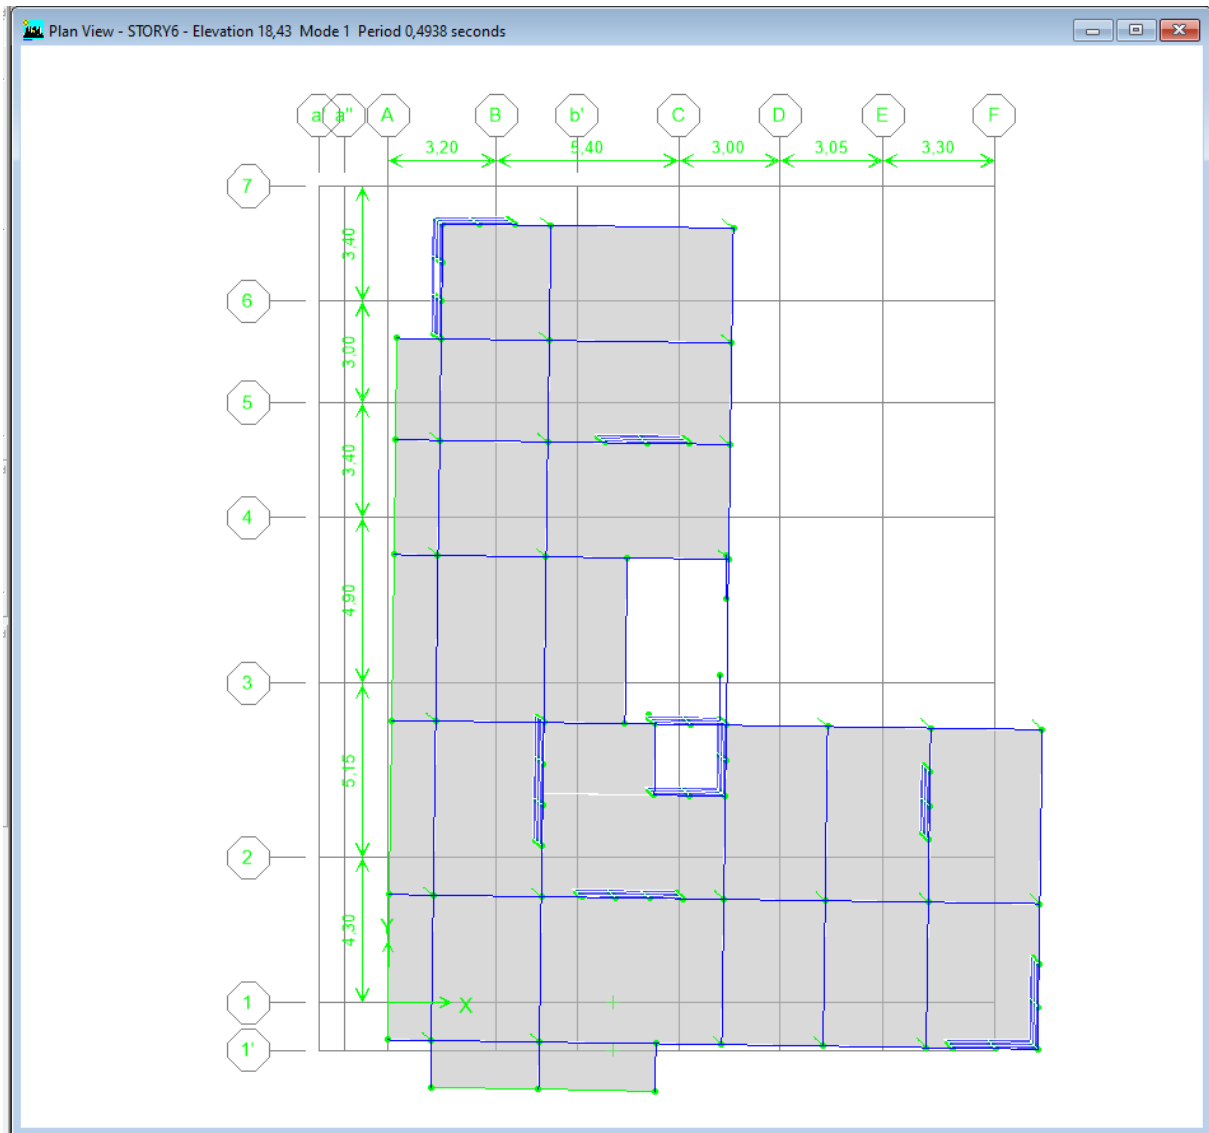 Plan View - STORY6 - Elevation 18,43 Mode 1 Period 0,4938 seconds
a' a" A B b' C D E F
3,20 5,40 3,00 3,05 3,30
7
3,40
6
3,00
5
3,40
4
4,90
3
5,15
2
4,30
Y
1
X
1'